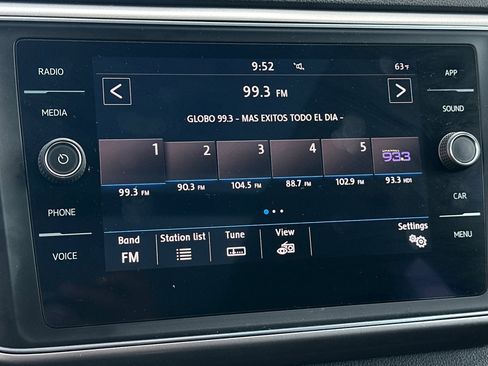 9:52 63°F
RADIO
APP
< 99.3 FM >
MEDIA
SOUND
GLOBO 99.3 - MAS EXITOS TODO EL DIA -
1 2 3 4 5 933
99.3 FM 90.3 FM 104.5 FM 88.7 FM 102.9 FM 93.3 HD1
PHONE
CAR
Band Station list Tune View Settings
FM
VOICE
MENU